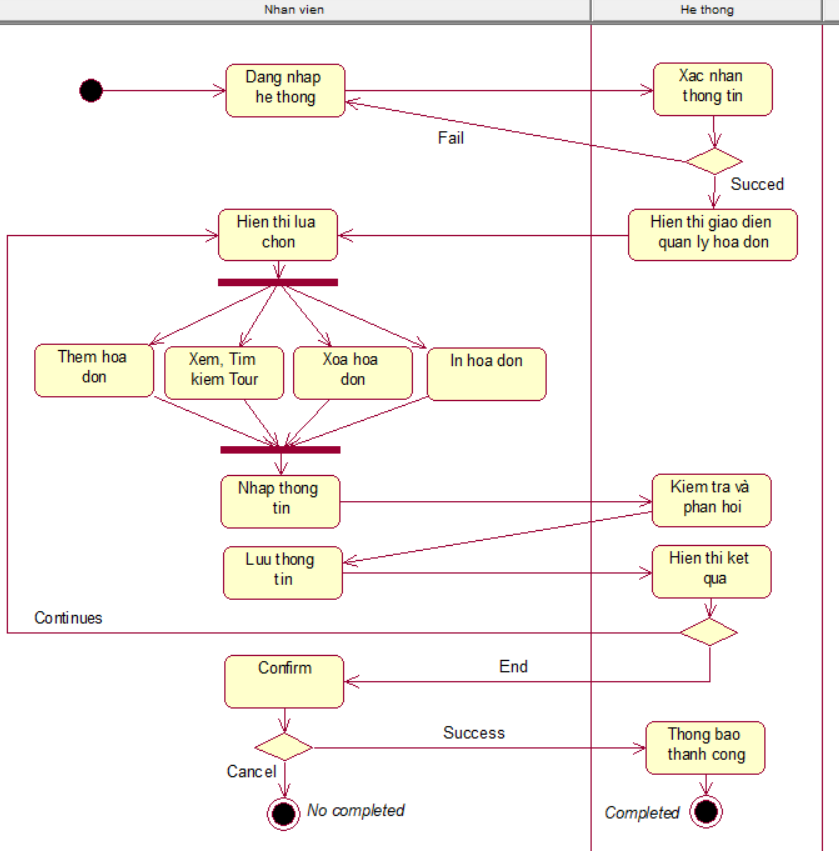 Nhan vien
He thong
Dang nhap
he thong
Xac nhan
thong tin
Fail
Succed
Hien thi lua
chon
Hien thi giao dien
quan ly hoa don
Them hoa
don
Xem, Tim
kiem Tour
Xoa hoa
don
In hoa don
Nhap thong
tin
Kiem tra và
phan hoi
Luu thong
tin
Hien thi ket
qua
Continues
Confirm
End
Success
Thong bao
thanh cong
Cancel
No completed
Completed